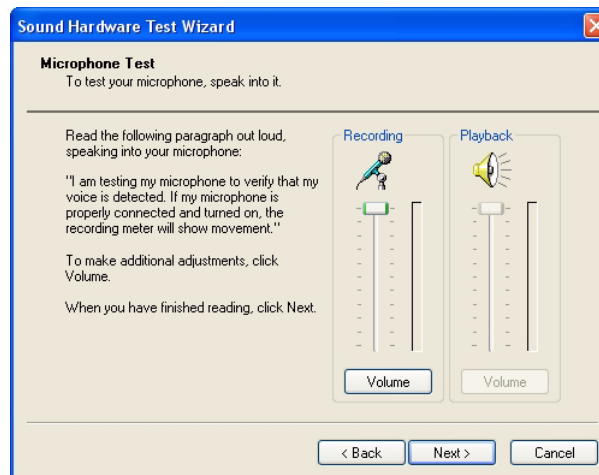 Sound Hardware Test Wizard
Microphone Test
To test your microphone, speak into it.
Read the following paragraph out loud,
speaking into your microphone:
"I am testing my microphone to verify that my
voice is detected. If my microphone is
properly connected and turned on, the
recording meter will show movement."
To make additional adjustments, click
Volume.
When you have finished reading, click Next.
Recording
Playback
Volume
Volume
< Back
Next >
Cancel